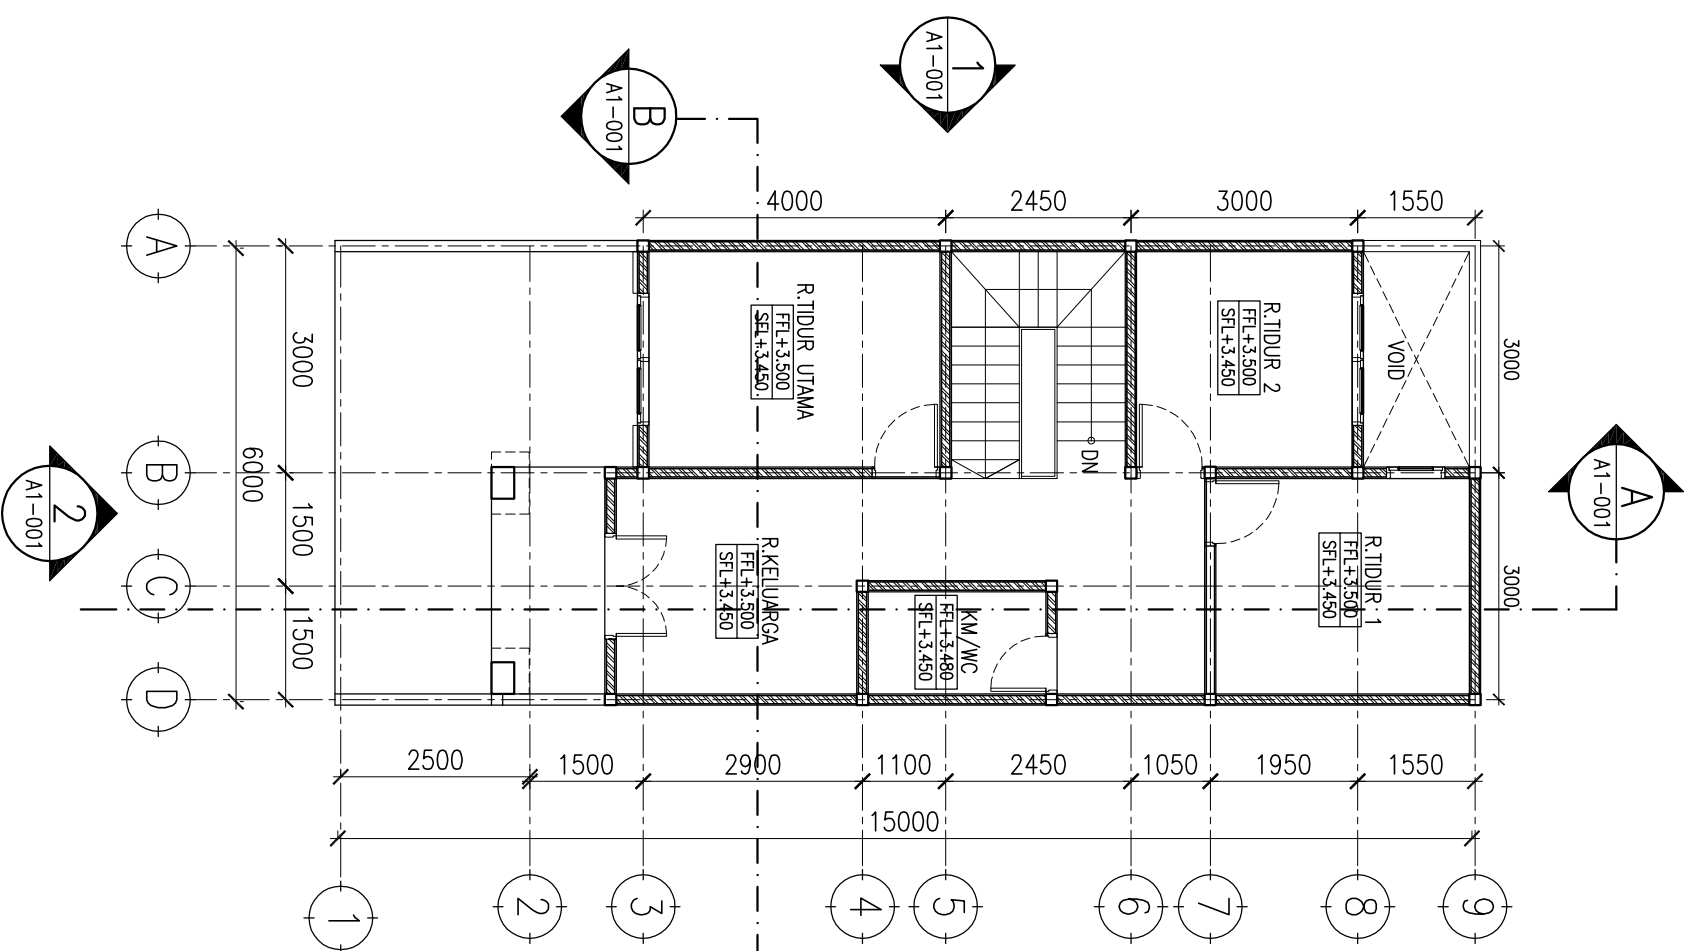 1
A1-001
B
A1-001
A
A1-001
2
A1-001
4000
2450
3000
1550
A
B
C
D
3000
1500
1500
6000
3000
3000
R.TIDUR UTAMA
FFL+3.500
SFL+3.450
R.TIDUR 2
FFL+3.500
SFL+3.450
VOID
DN
R.KELUARGA
FFL+3.500
SFL+3.450
KM/WC
FFL+3.480
SFL+3.450
R.TIDUR 1
FFL+3.500
SFL+3.450
2500
1500
2900
1100
2450
1050
1950
1550
15000
1
2
3
4
5
6
7
8
9